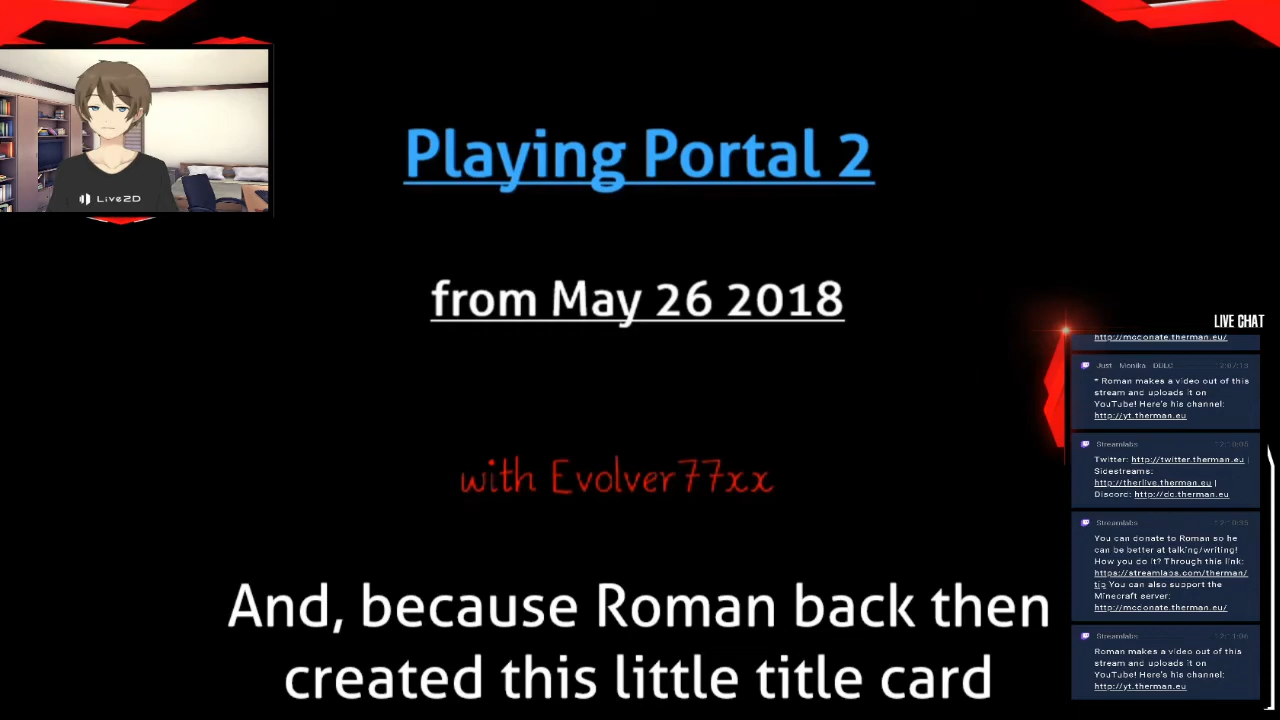 Playing Portal 2
from May 26 2018
with Evolver77xx
And, because Roman back then
created this little title card
Live2D
LIVE CHAT
http://mcdonate.therman.eu/
Just_Monika_DDLC
* Roman makes a video out of this
stream and uploads it on
YouTube! Here's his channel:
http://yt.therman.eu
Streamlabs
Twitter: http://twitter.therman.eu |
Sidestreams:
http://therlive.therman.eu |
Discord: http://dc.therman.eu
Streamlabs
You can donate to Roman so he
can be better at talking/writing!
How you do it? Through this link:
https://streamlabs.com/therman/
tip You can also support the
Minecraft server:
http://mcdonate.therman.eu/
Streamlabs
Roman makes a video out of this
stream and uploads it on
YouTube! Here's his channel:
http://yt.therman.eu